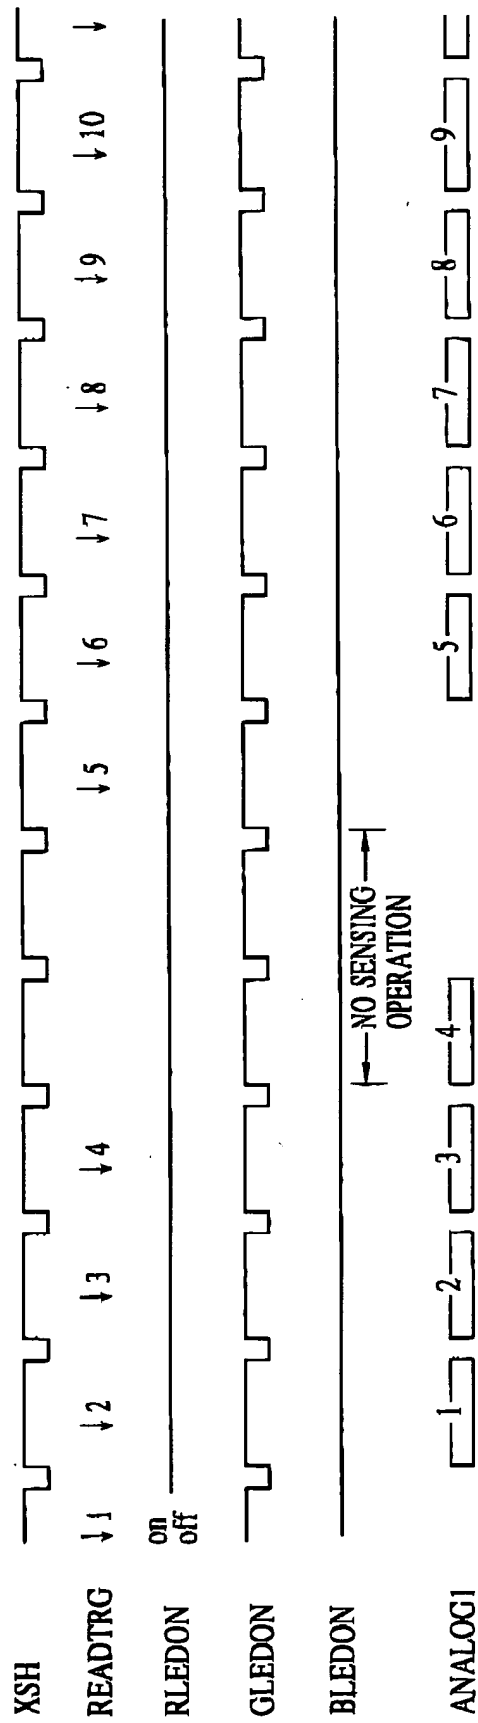 XSH
READTRG 1 2 3 4 5 6 7 8 9 10
RLEDON on
off
GLEDON
BLEDON
NO SENSING
OPERATION
ANALOG1 1 2 3 4 5 6 7 8 9